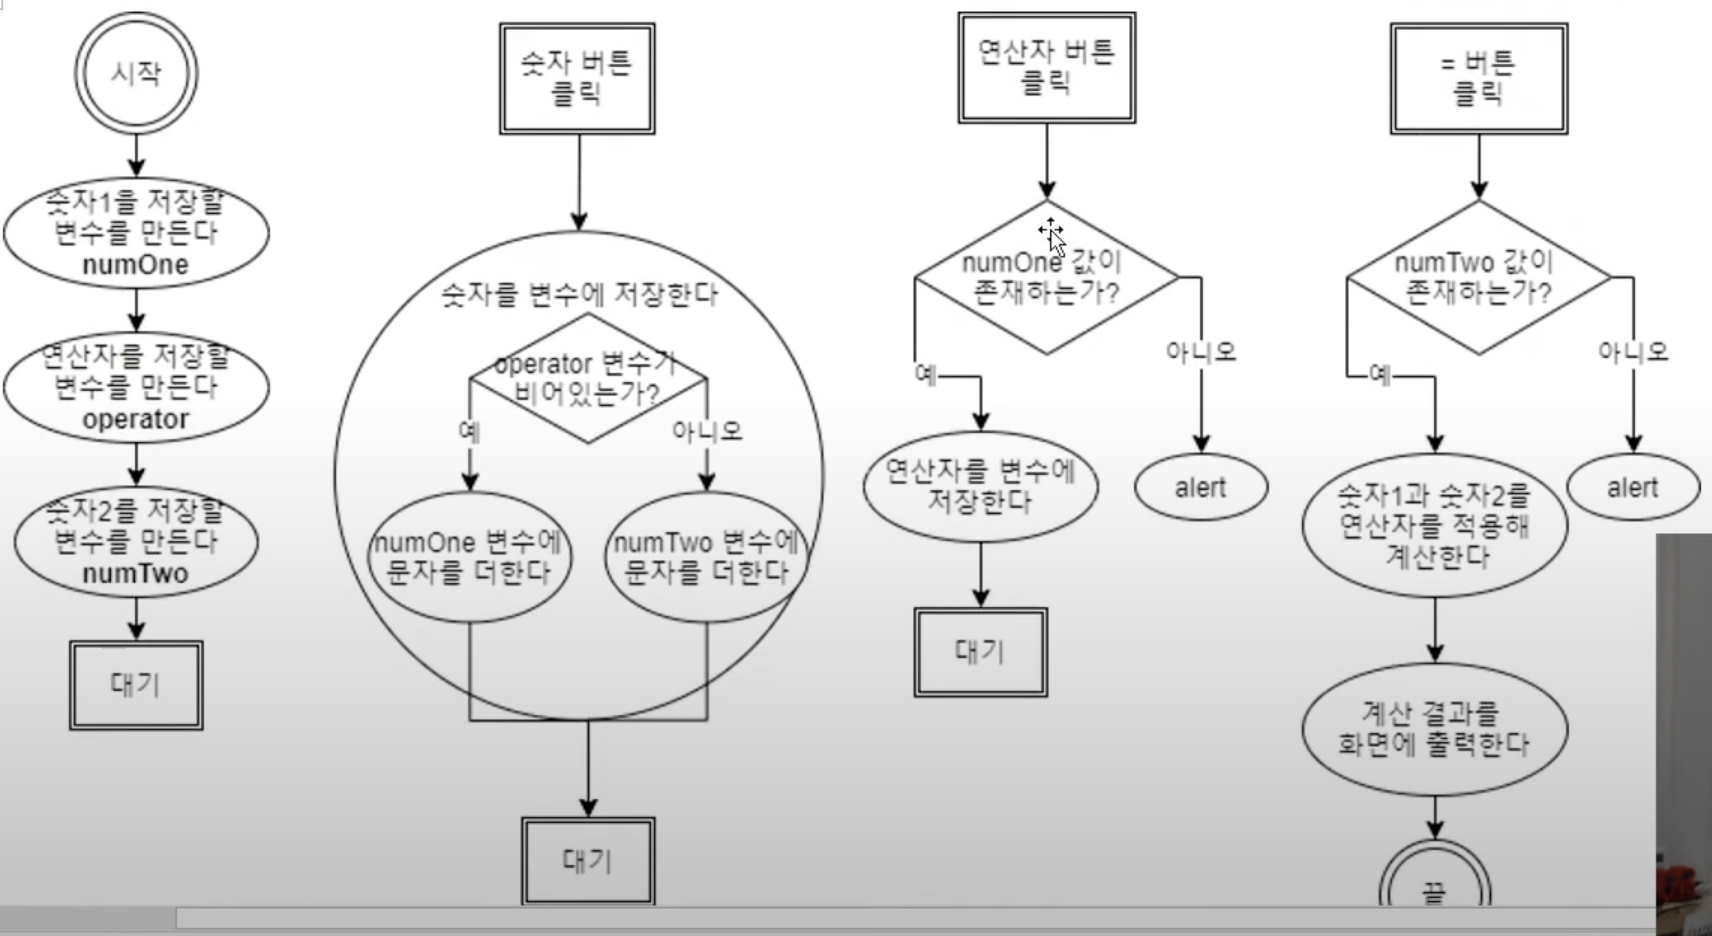 시작
숫자1을 저장할
변수를 만든다
numOne
연산자를 저장할
변수를 만든다
operator
숫자2를 저장할
변수를 만든다
numTwo
대기
숫자 버튼
클릭
숫자를 변수에 저장한다
operator 변수가
비어있는가?
예
아니오
numOne 변수에
문자를 더한다
numTwo 변수에
문자를 더한다
대기
연산자 버튼
클릭
numOne 값이
존재하는가?
예
아니오
연산자를 변수에
저장한다
alert
대기
= 버튼
클릭
numTwo 값이
존재하는가?
예
아니오
숫자1과 숫자2를
연산자를 적용해
계산한다
alert
계산 결과를
화면에 출력한다
끝